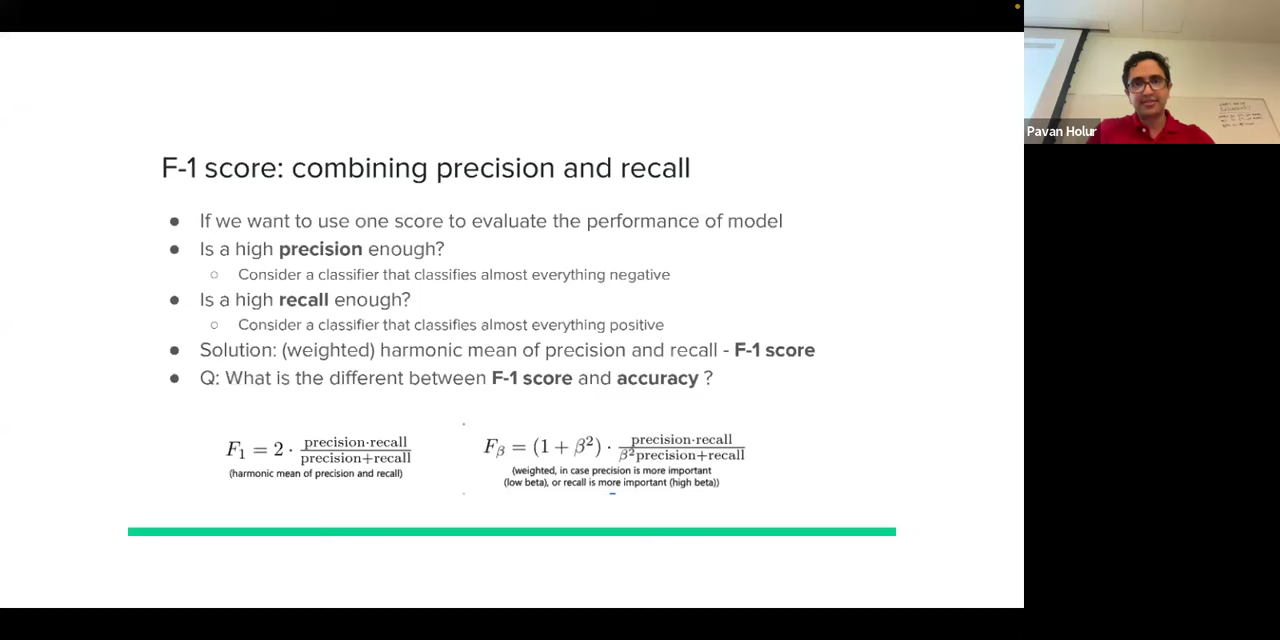 F-1 score: combining precision and recall
● If we want to use one score to evaluate the performance of model
● Is a high precision enough?
○ Consider a classifier that classifies almost everything negative
● Is a high recall enough?
○ Consider a classifier that classifies almost everything positive
● Solution: (weighted) harmonic mean of precision and recall - F-1 score
● Q: What is the different between F-1 score and accuracy ?
F₁ = 2 · precision·recall / precision+recall
(harmonic mean of precision and recall)
Fᵦ = (1 + β²) · precision·recall / β²precision+recall
(weighted, in case precision is more important
(low beta), or recall is more important (high beta))
Pavan Holur